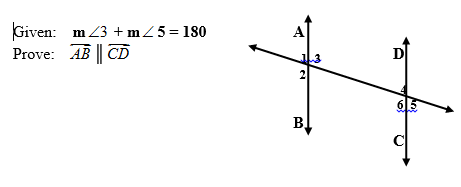 Given: m∠3 + m∠5 = 180
Prove: AB ∥ CD
A
D
1 3
2
4
6 5
B
C